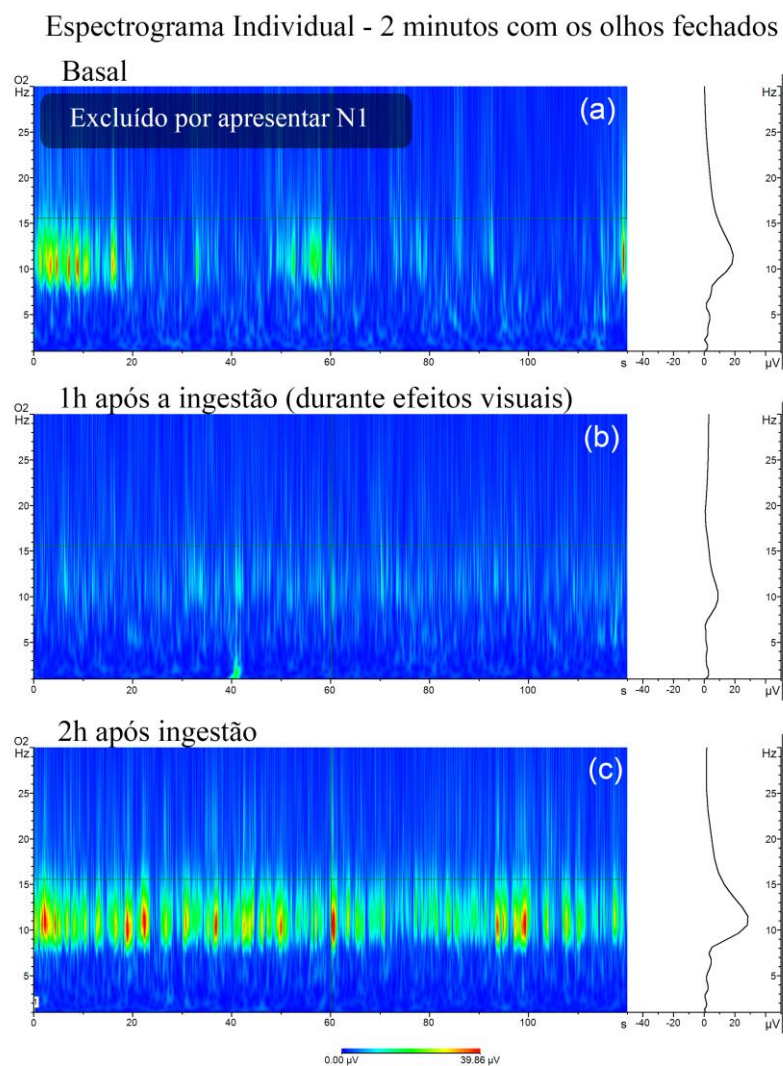 Espectrograma Individual - 2 minutos com os olhos fechados
Basal
O2
Hz
Excluído por apresentar N1
(a)
Hz
25
25
20
20
15
15
10
10
5
5
0 20 40 60 80 100 s -40 -20 0 20 µV
1h após a ingestão (durante efeitos visuais)
O2
Hz
(b)
Hz
25
25
20
20
15
15
10
10
5
5
0 20 40 60 80 100 s -40 -20 0 20 µV
2h após ingestão
O2
Hz
(c)
Hz
25
25
20
20
15
15
10
10
5
5
0 20 40 60 80 100 s -40 -20 0 20 µV
0.00 µV 39.86 µV